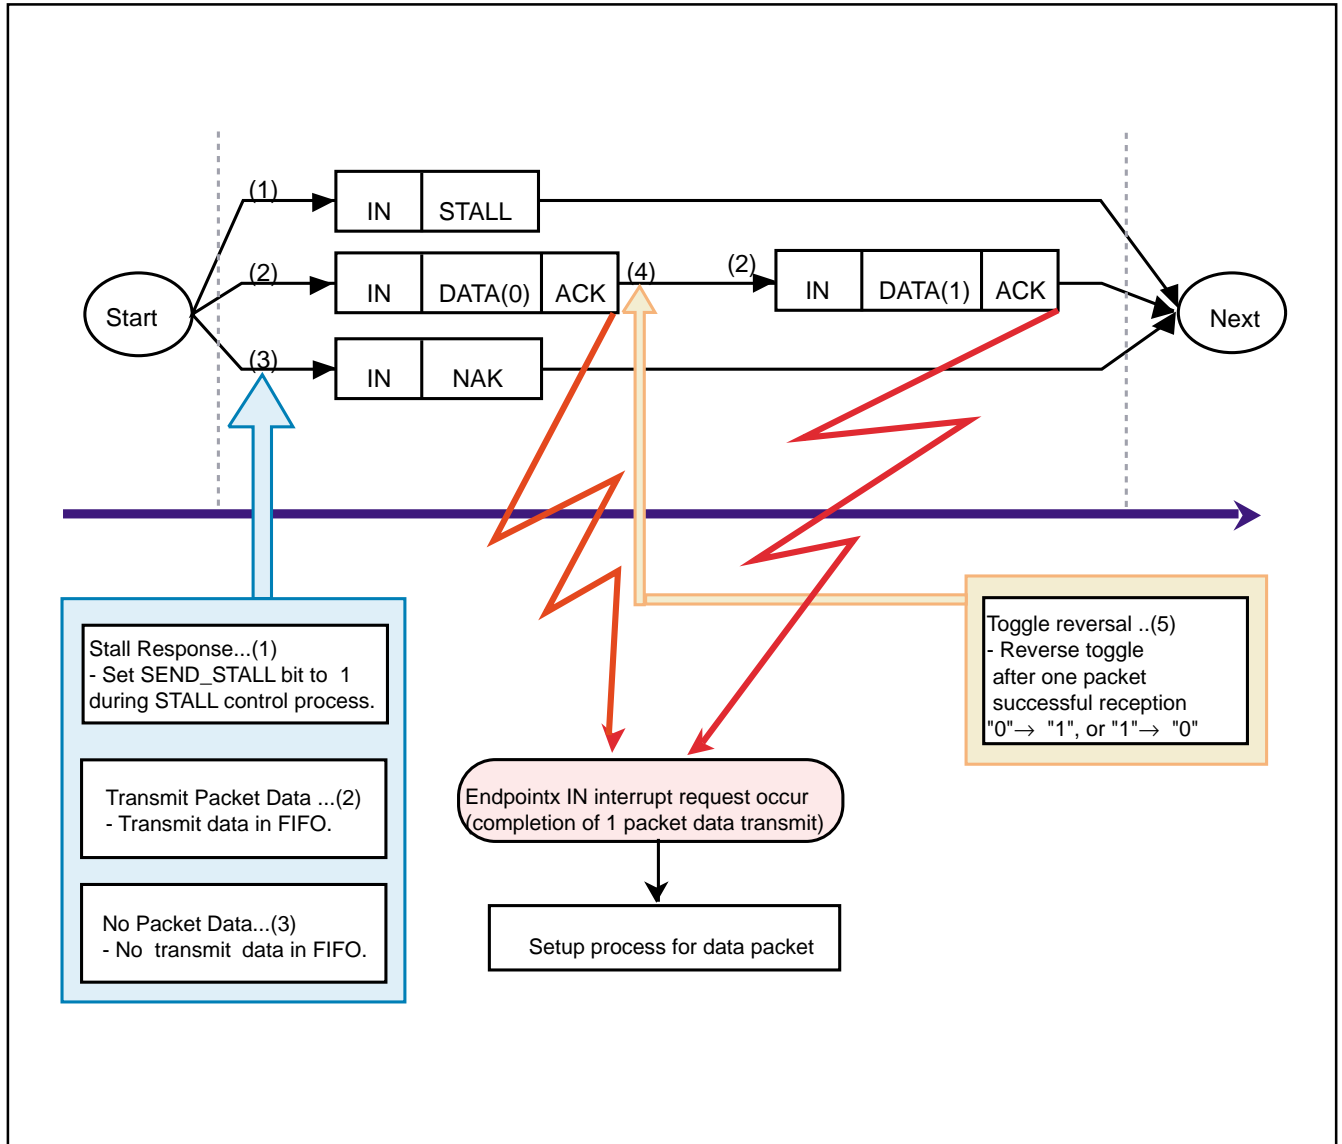 (1)
IN STALL
(2) (4) (2)
IN DATA(0) ACK IN DATA(1) ACK
Start
Next
(3)
IN NAK
Stall Response...(1)
- Set SEND_STALL bit to 1
during STALL control process.
Transmit Packet Data ...(2)
- Transmit data in FIFO.
No Packet Data...(3)
- No transmit data in FIFO.
Endpointx IN interrupt request occur
(completion of 1 packet data transmit)
Setup process for data packet
Toggle reversal ..(5)
- Reverse toggle
after one packet
successful reception
"0"→ "1", or "1"→ "0"